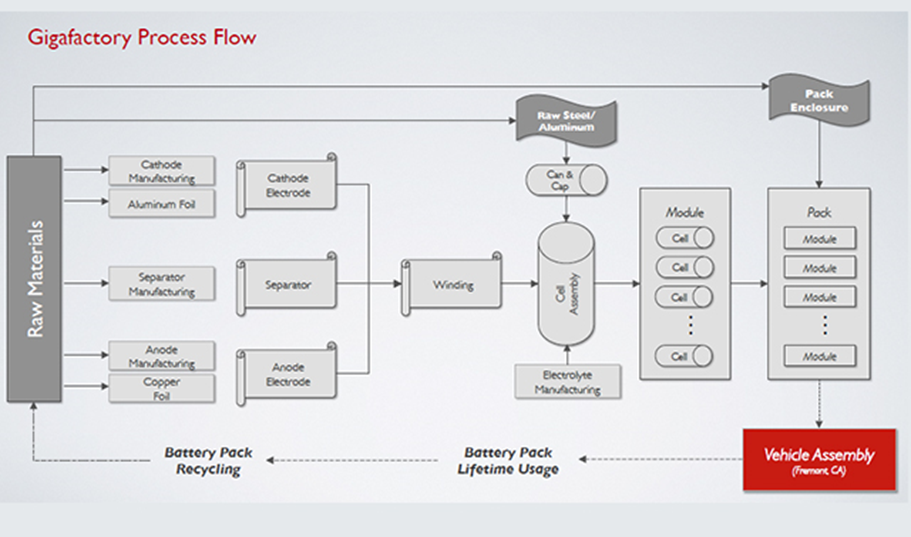 Gigafactory Process Flow
Pack
Enclosure
Raw Steel/
Aluminum
Raw Materials
Cathode
Manufacturing
Aluminum Foil
Cathode
Electrode
Can &
Cap
Separator
Manufacturing
Separator
Winding
Cell
Assembly
Module
Cell
Cell
Cell
Cell
Pack
Module
Module
Module
Module
Anode
Manufacturing
Copper
Foil
Anode
Electrode
Electrolyte
Manufacturing
Battery Pack
Recycling
Battery Pack
Lifetime Usage
Vehicle Assembly
(Fremont, CA)